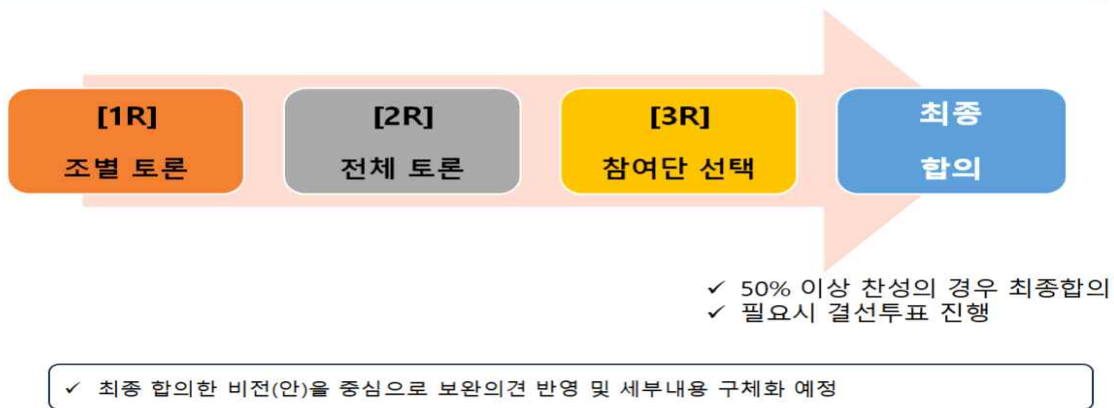 [1R]
조별 토론
[2R]
전체 토론
[3R]
참여단 선택
최종
합의
✓ 50% 이상 찬성의 경우 최종합의
✓ 필요시 결선투표 진행
✓ 최종 합의한 비전(안)을 중심으로 보완의견 반영 및 세부내용 구체화 예정